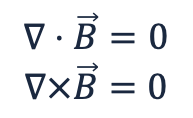 ∇ · B⃗ = 0
∇×B⃗ = 0